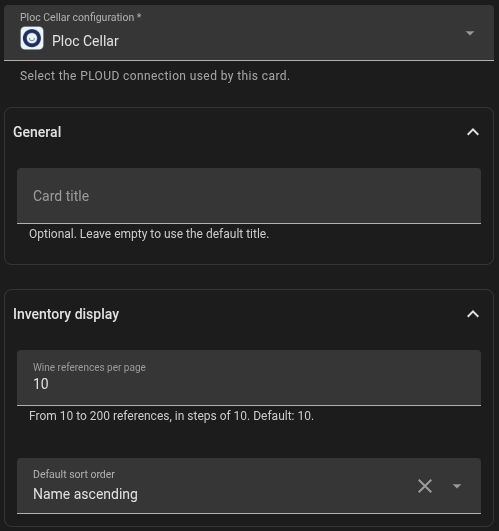 Ploc Cellar configuration *
Ploc Cellar
Select the PLOUD connection used by this card.
General
Card title
Optional. Leave empty to use the default title.
Inventory display
Wine references per page
10
From 10 to 200 references, in steps of 10. Default: 10.
Default sort order
Name ascending